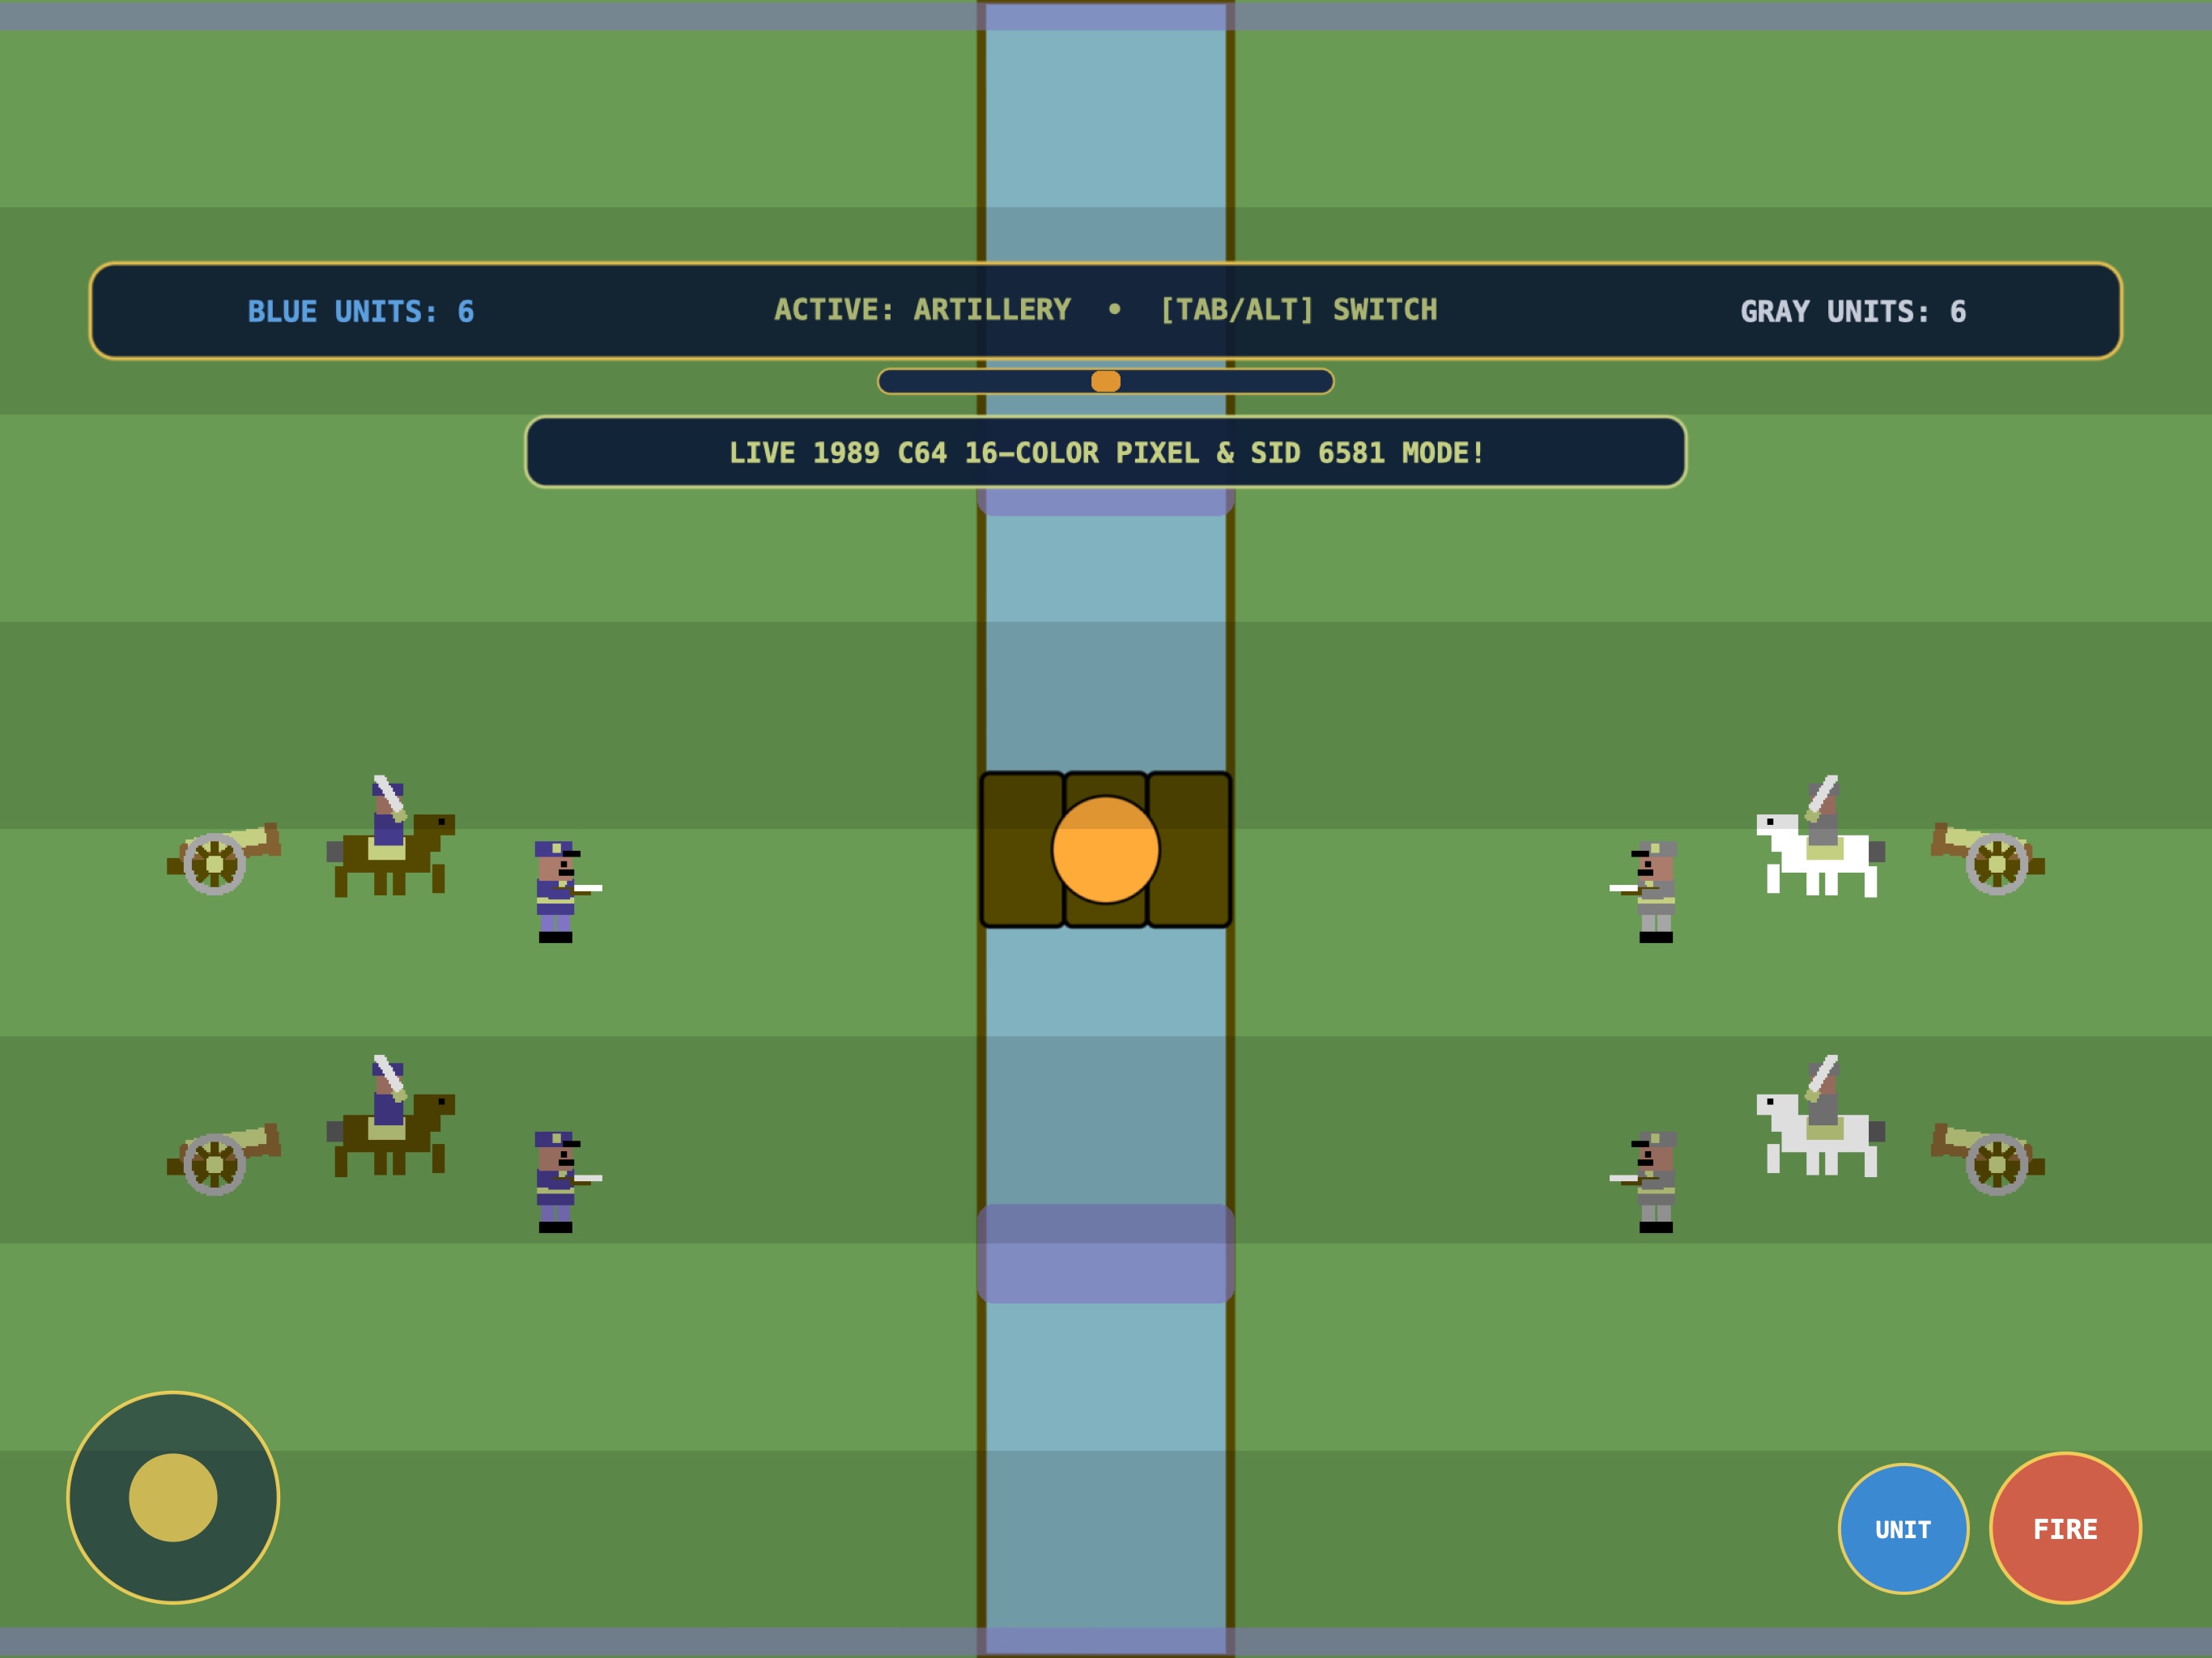 BLUE UNITS: 6
ACTIVE: ARTILLERY • [TAB/ALT] SWITCH
GRAY UNITS: 6
LIVE 1989 C64 16-COLOR PIXEL & SID 6581 MODE!
UNIT
FIRE